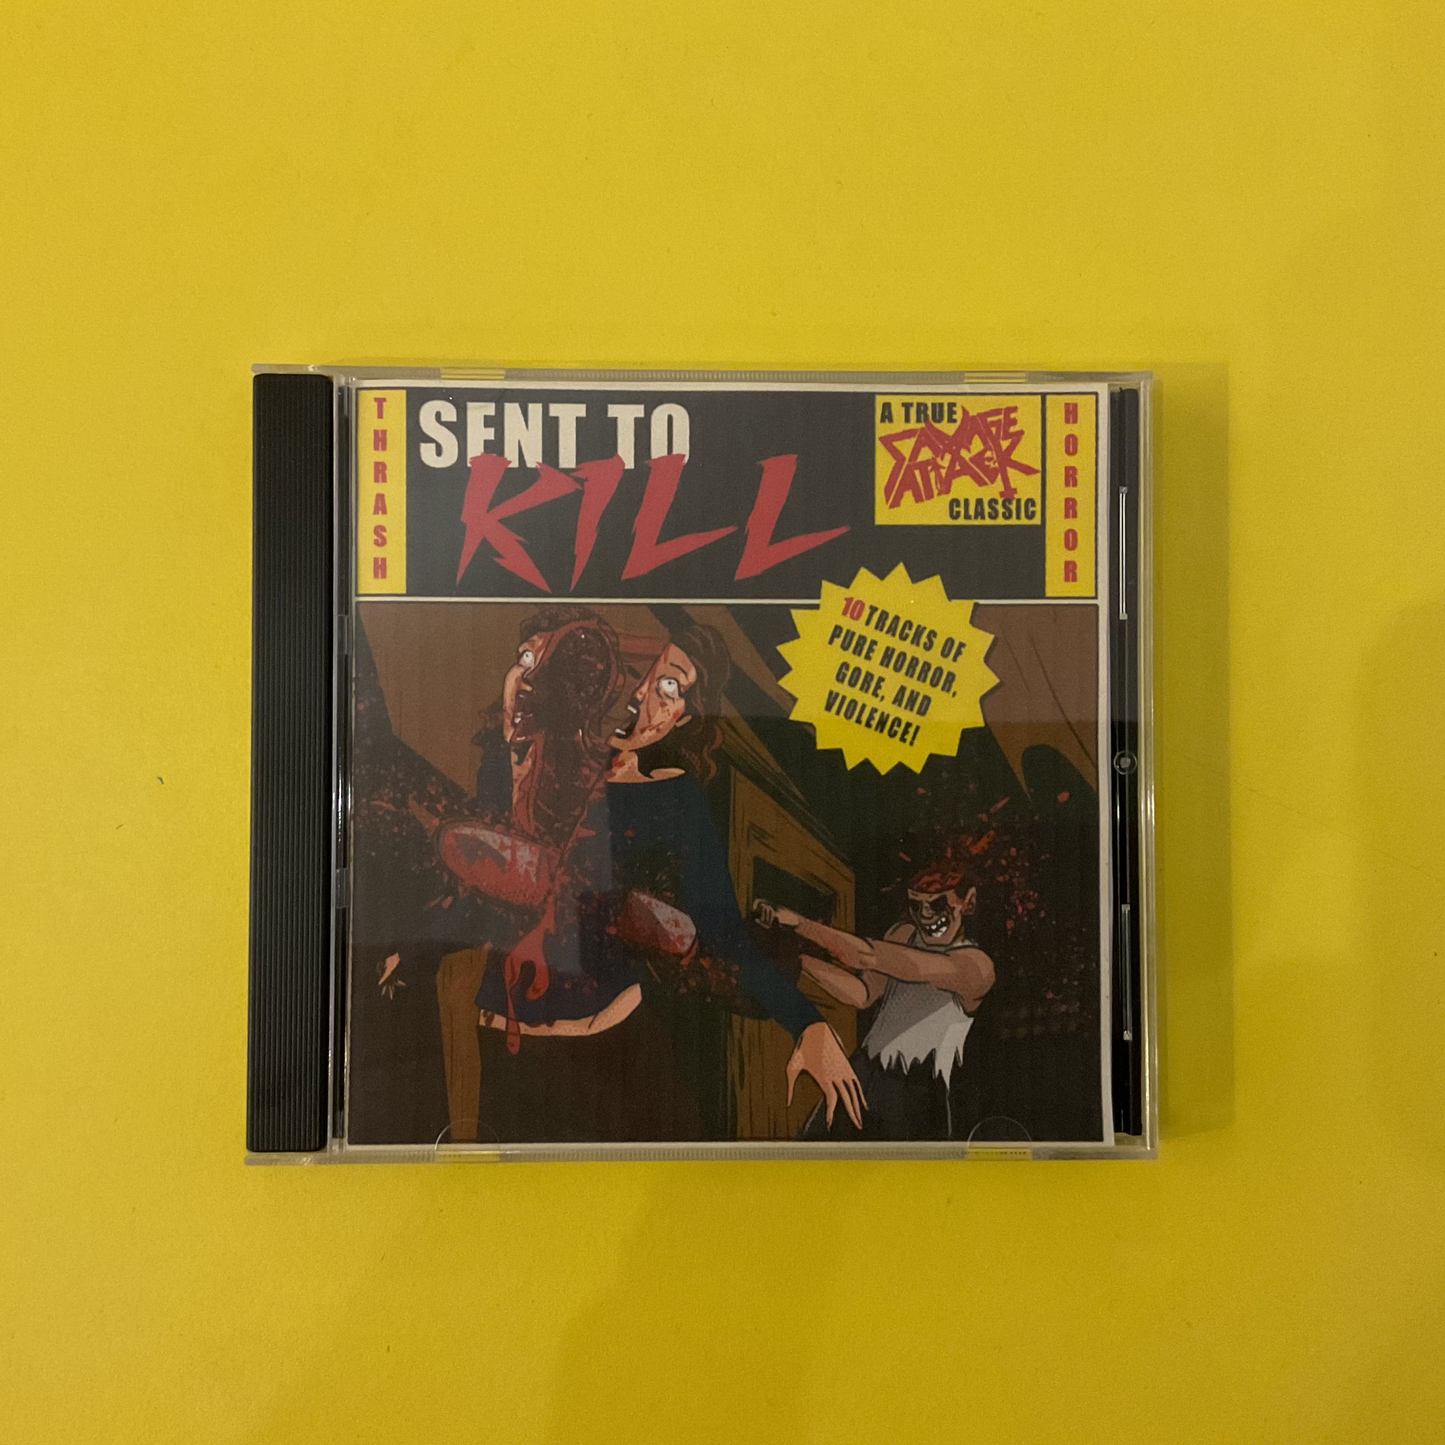 THRASH
SENT TO
KILL
A TRUE
SAVAGE
ATTACK
CLASSIC
HORROR
10 TRACKS OF
PURE HORROR,
GORE, AND
VIOLENCE!